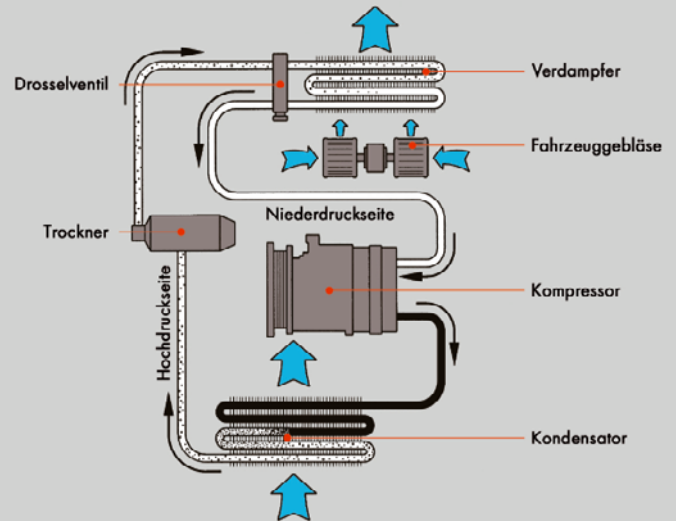 Drosselventil
Verdampfer
Fahrzeuggebläse
Niederdruckseite
Trockner
Kompressor
Hochdruckseite
Kondensator